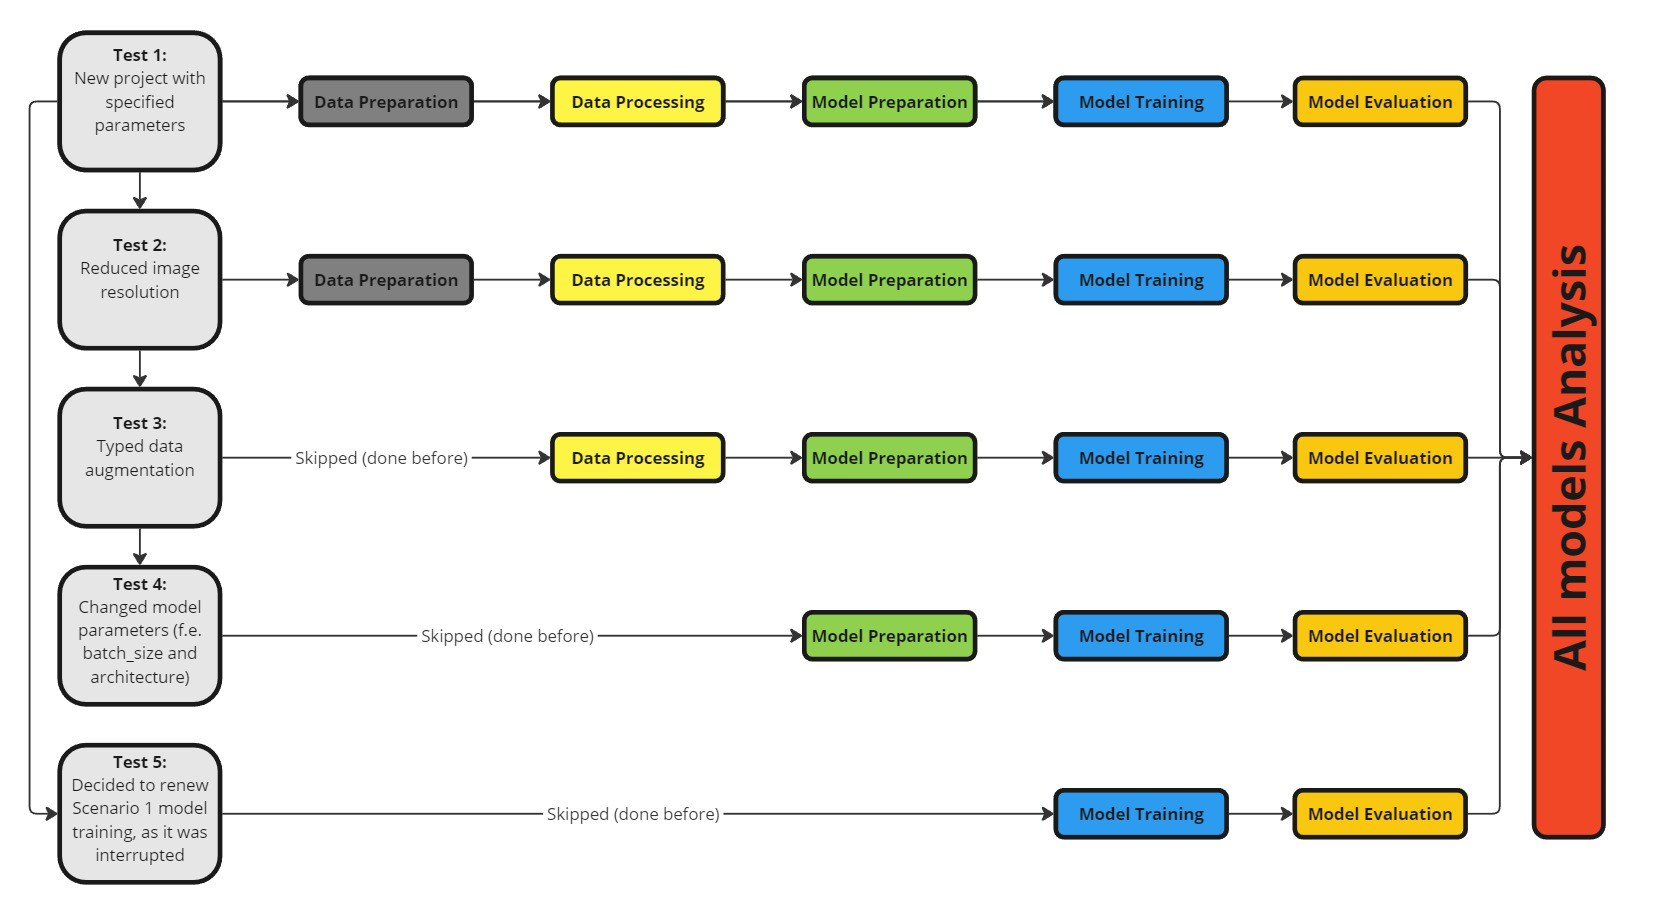 Test 1:
New project with
specified
parameters
Data Preparation
Data Processing
Model Preparation
Model Training
Model Evaluation
Test 2:
Reduced image
resolution
Data Preparation
Data Processing
Model Preparation
Model Training
Model Evaluation
Test 3:
Typed data
augmentation
Skipped (done before)
Data Processing
Model Preparation
Model Training
Model Evaluation
Test 4:
Changed model
parameters (f.e.
batch_size and
architecture)
Skipped (done before)
Model Preparation
Model Training
Model Evaluation
Test 5:
Decided to renew
Scenario 1 model
training, as it was
interrupted
Skipped (done before)
Model Training
Model Evaluation
All models Analysis